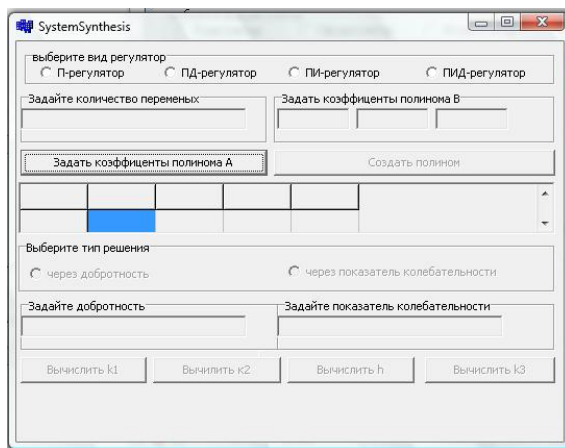 SystemSynthesis
выберите вид регулятор
П-регулятор ПД-регулятор ПИ-регулятор ПИД-регулятор
Задайте количество переменых Задать коэффиценты полинома B
Задать коэффиценты полинома A Создать полином
Выберите тип решения
через добротность через показатель колебательности
Задайте добротность Задайте показатель колебательности
Вычислить k1 Вычилить к2 Вычислить h Вычислить k3